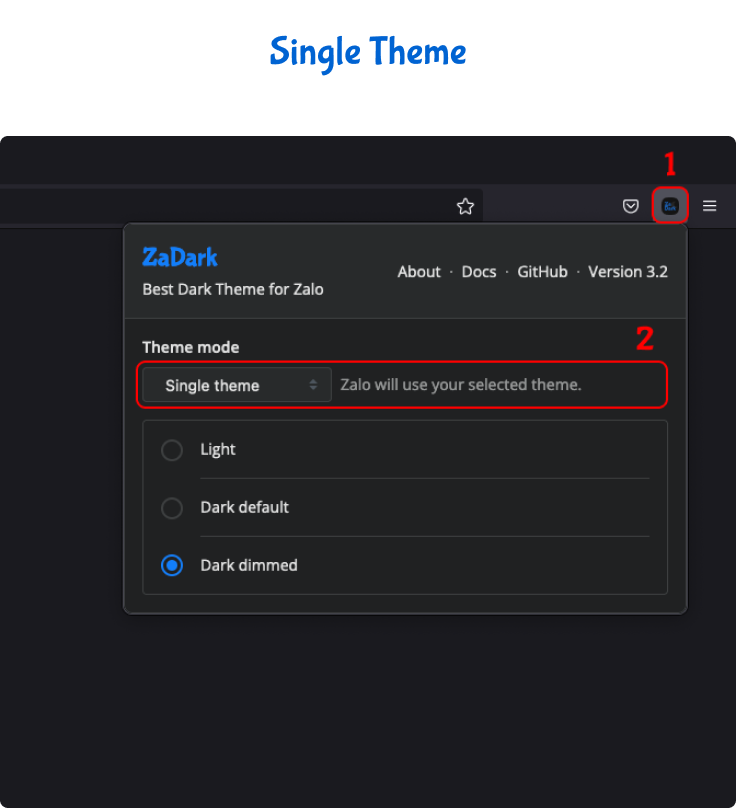 Single Theme
1
ZaDark
Best Dark Theme for Zalo
About · Docs · GitHub · Version 3.2
Theme mode
2
Single theme
Zalo will use your selected theme.
Light
Dark default
Dark dimmed